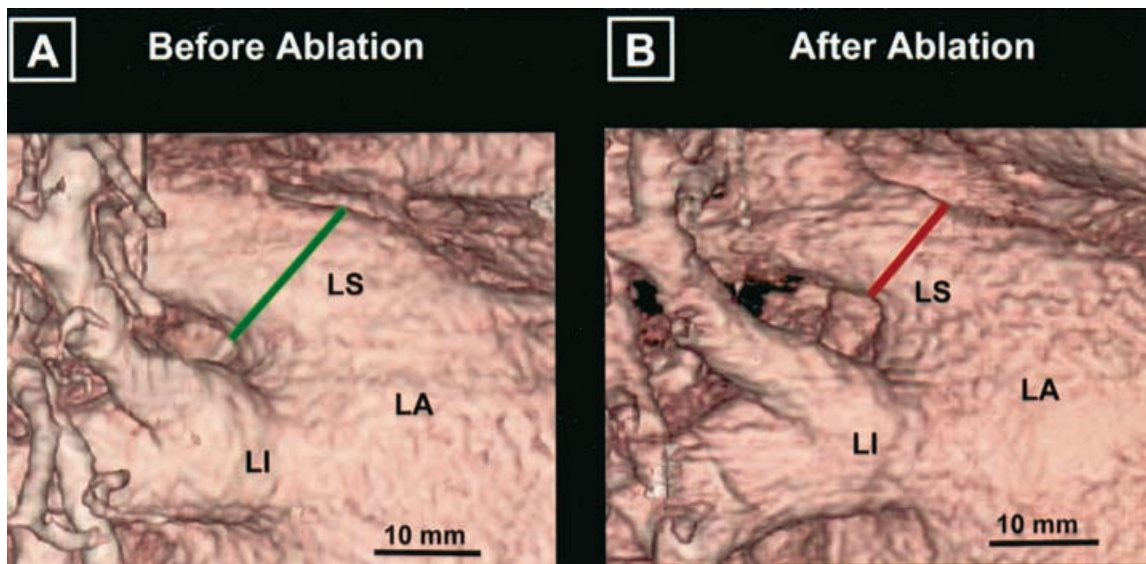 A
Before Ablation
LS
LA
LI
10 mm
B
After Ablation
LS
LA
LI
10 mm